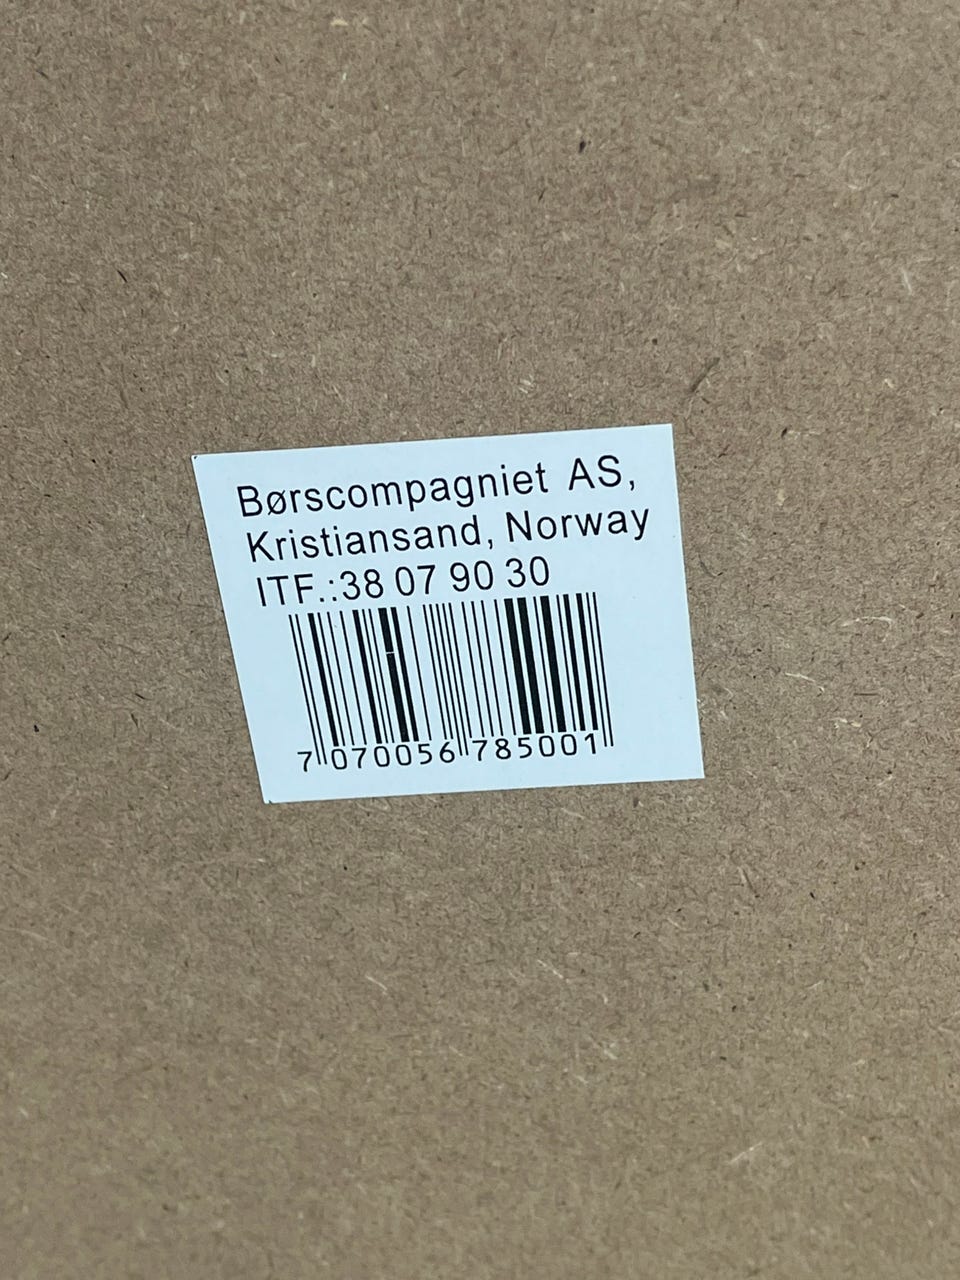 Børscompagniet AS,
Kristiansand, Norway
ITF.:38 07 90 30
7 070056 785001